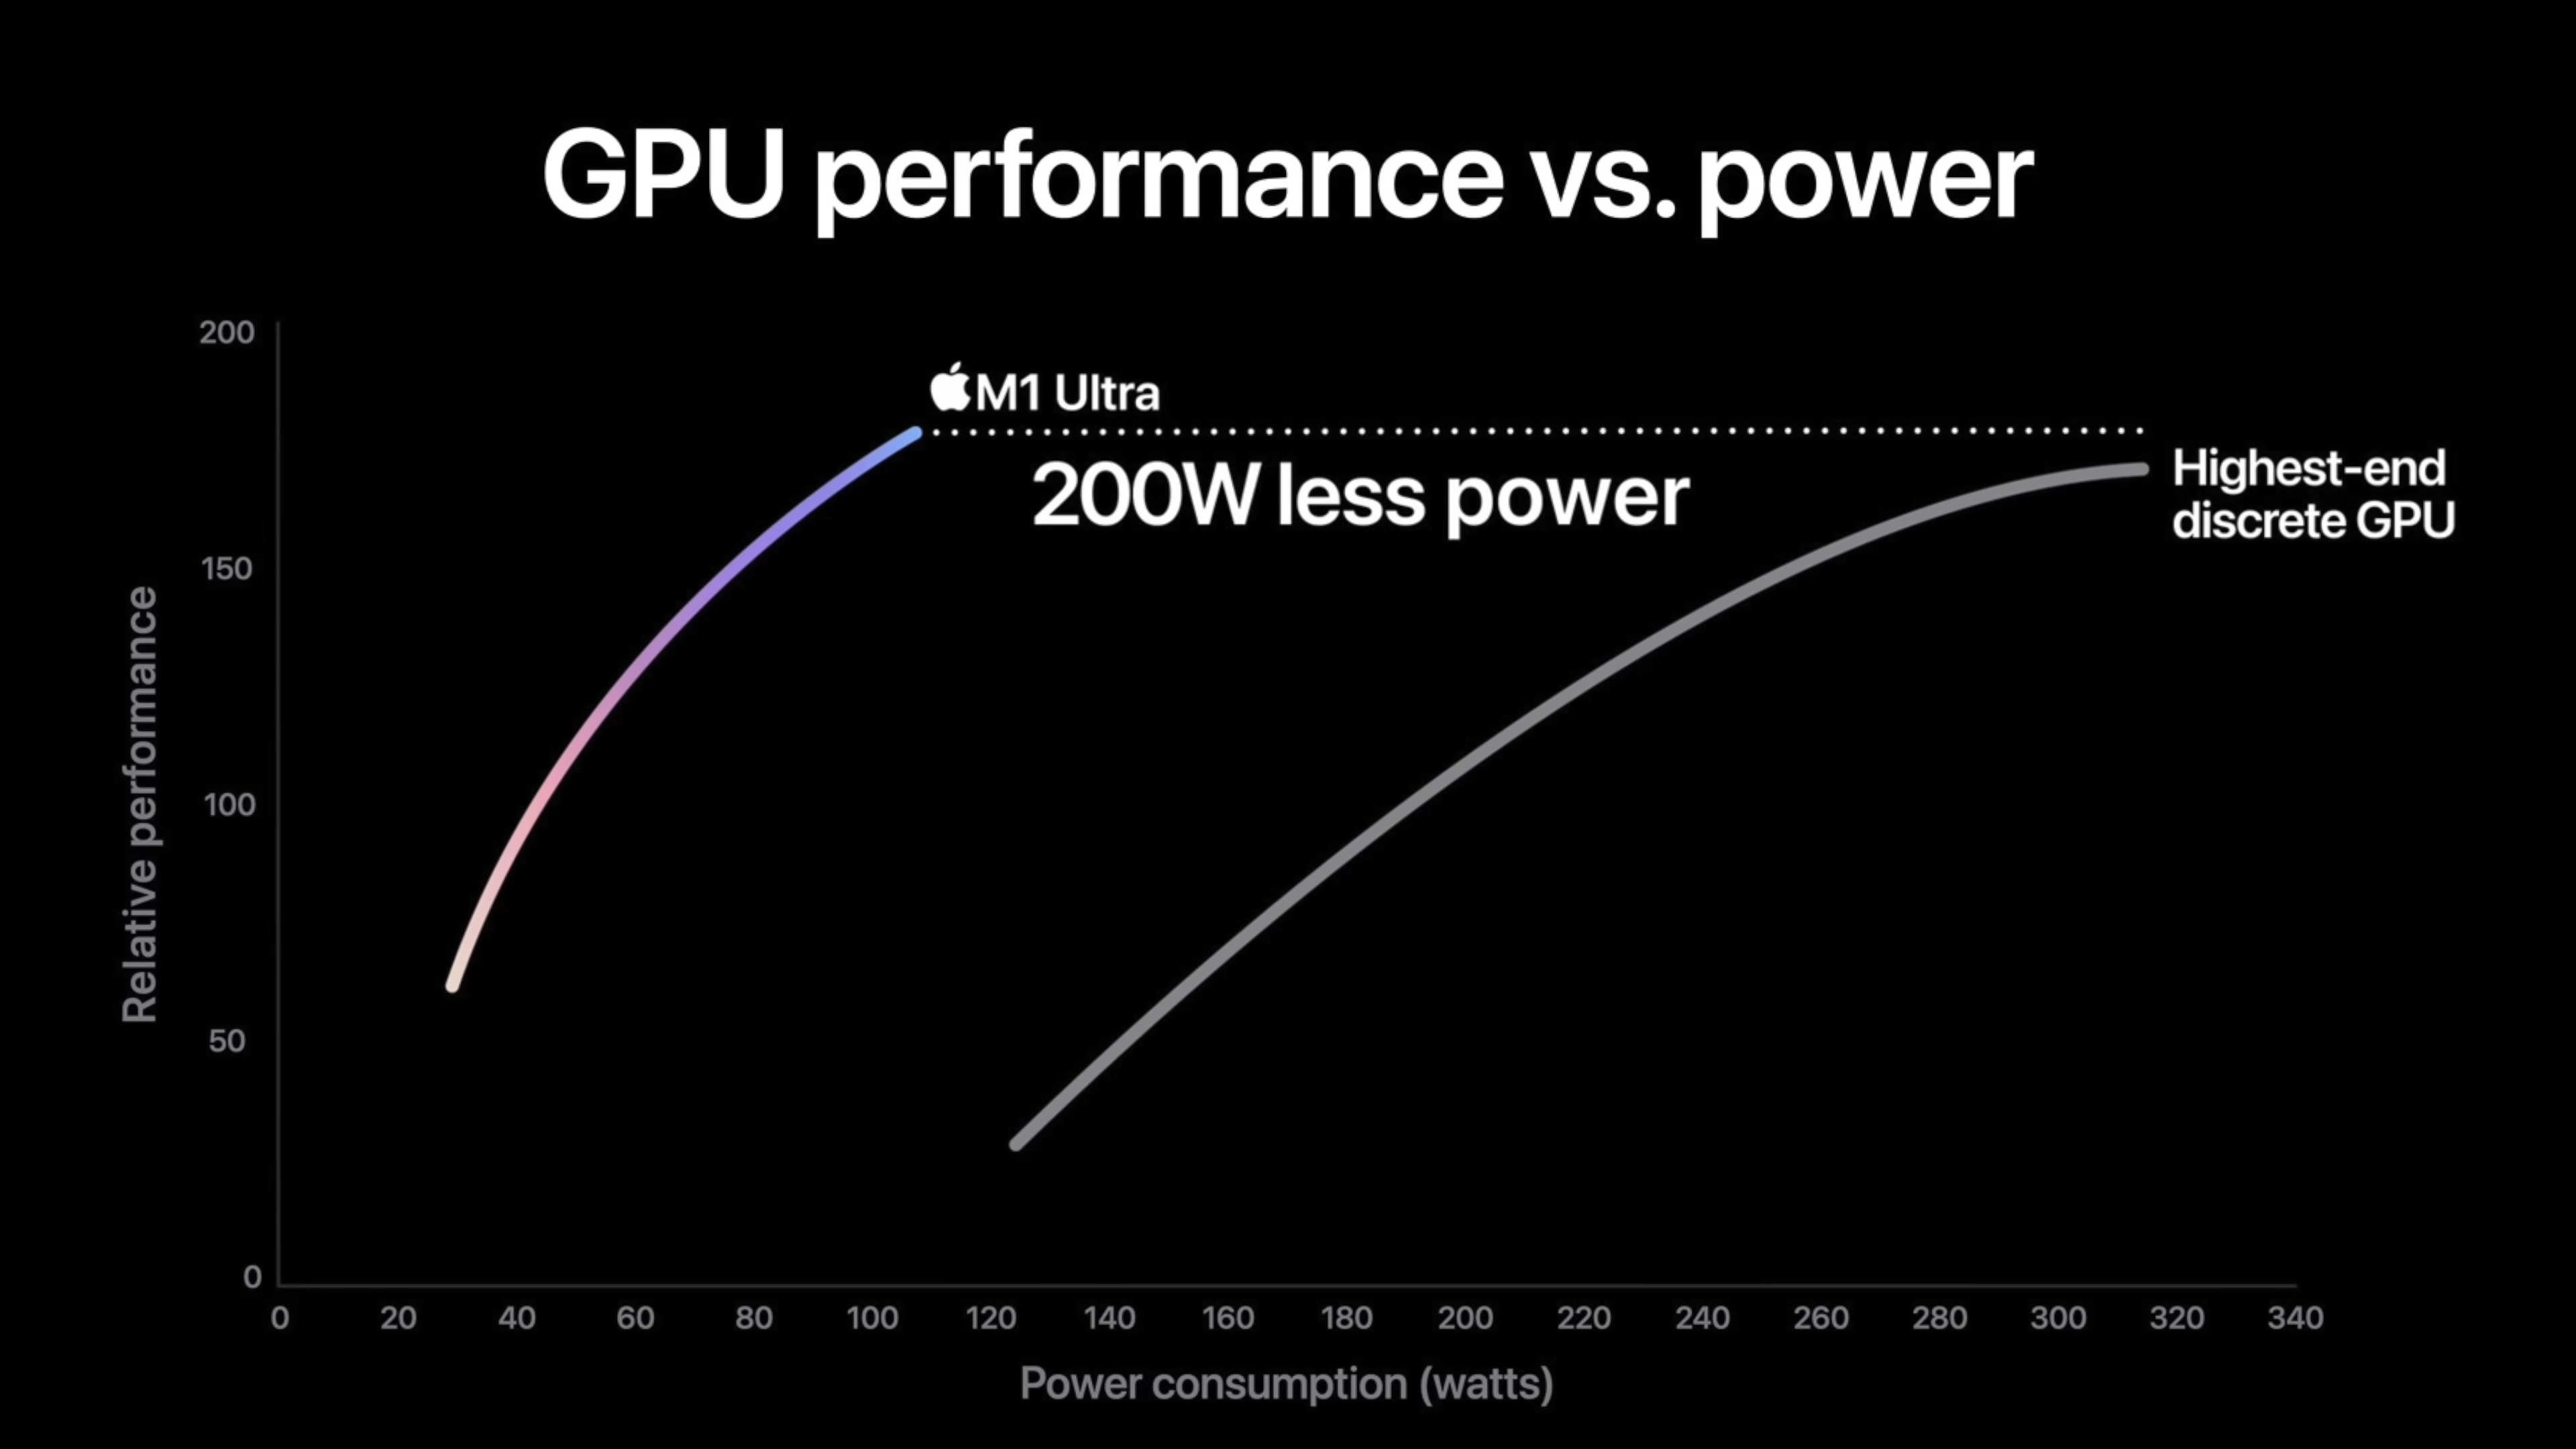 GPU performance vs. power
200
M1 Ultra
200W less power
Highest-end
discrete GPU
150
100
50
0
Relative performance
0 20 40 60 80 100 120 140 160 180 200 220 240 260 280 300 320 340
Power consumption (watts)